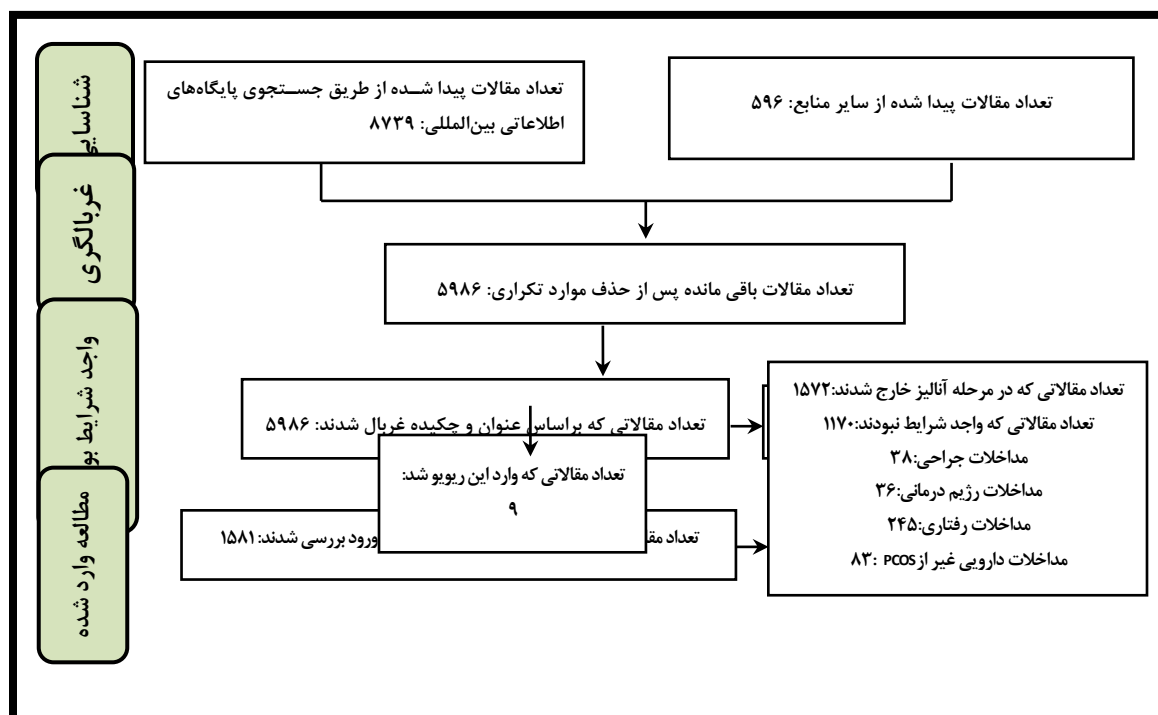 شناسایی
تعداد مقالات پیدا شده از طریق جستجوی پایگاه‌های
اطلاعاتی بین‌المللی: ۸۷۳۹
تعداد مقالات پیدا شده از سایر منابع: ۵۹۶
غربالگری
تعداد مقالات باقی مانده پس از حذف موارد تکراری: ۵۹۸۶
واجد شرایط
تعداد مقالاتی که براساس عنوان و چکیده غربال شدند: ۵۹۸۶
تعداد مقالاتی که در مرحله آنالیز خارج شدند:۱۵۷۲
تعداد مقالاتی که واجد شرایط نبودند:۱۱۷۰
مداخلات جراحی:۳۸
مداخلات رژیم درمانی:۳۶
مداخلات رفتاری:۲۴۵
مداخلات دارویی غیر از PCOS :۸۳
تعداد مقالاتی که وارد این ریویو شد:
۹
تعداد ورود بررسی شدند: ۱۵۸۱
مطالعه وارد شده